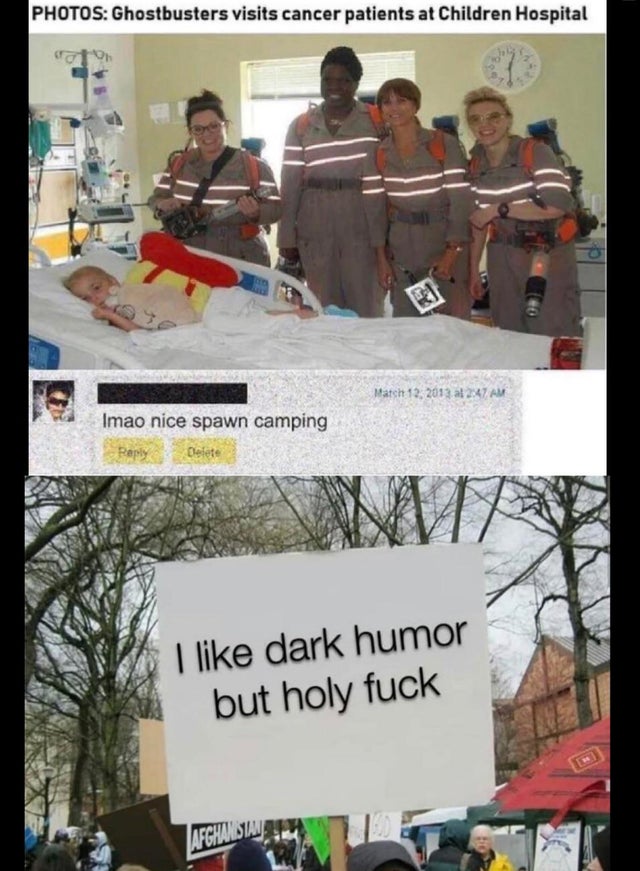 PHOTOS: Ghostbusters visits cancer patients at Children Hospital
March 12, 2013 at 2:47 AM
lmao nice spawn camping
Reply Delete
I like dark humor
but holy fuck
AFGHANISTAN